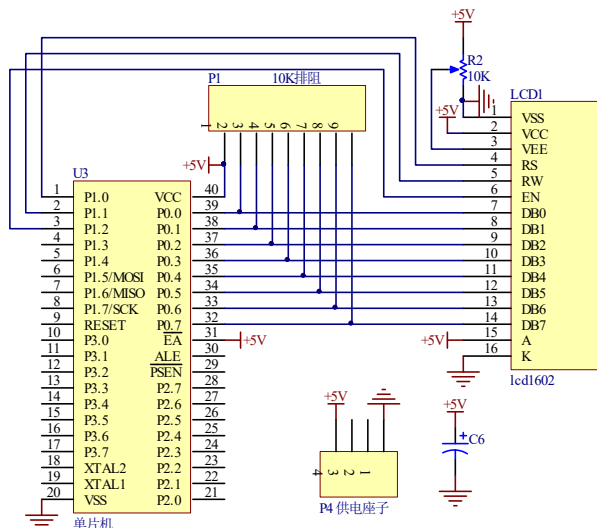 +5V
R2
10K
P1 10K排阻
1 2 3 4 5 6 7 8 9
+5V
LCD1
+5V
1 VSS
2 VCC
3 VEE
4 RS
5 RW
6 EN
7 DB0
8 DB1
9 DB2
10 DB3
11 DB4
12 DB5
13 DB6
14 DB7
+5V 15 A
16 K
lcd1602
U3
1 P1.0 VCC 40
2 P1.1 P0.0 39
3 P1.2 P0.1 38
4 P1.3 P0.2 37
5 P1.4 P0.3 36
6 P1.5/MOSI P0.4 35
7 P1.6/MISO P0.5 34
8 P1.7/SCK P0.6 33
9 RESET P0.7 32
10 P3.0 EA 31 +5V
11 P3.1 ALE 30
12 P3.2 PSEN 29
13 P3.3 P2.7 28
14 P3.4 P2.6 27
15 P3.5 P2.5 26
16 P3.6 P2.4 25
17 P3.7 P2.3 24
18 XTAL2 P2.2 23
19 XTAL1 P2.1 22
20 VSS P2.0 21
单片机
+5V
4 3 2 1
P4 供电座子
+5V
+
C6